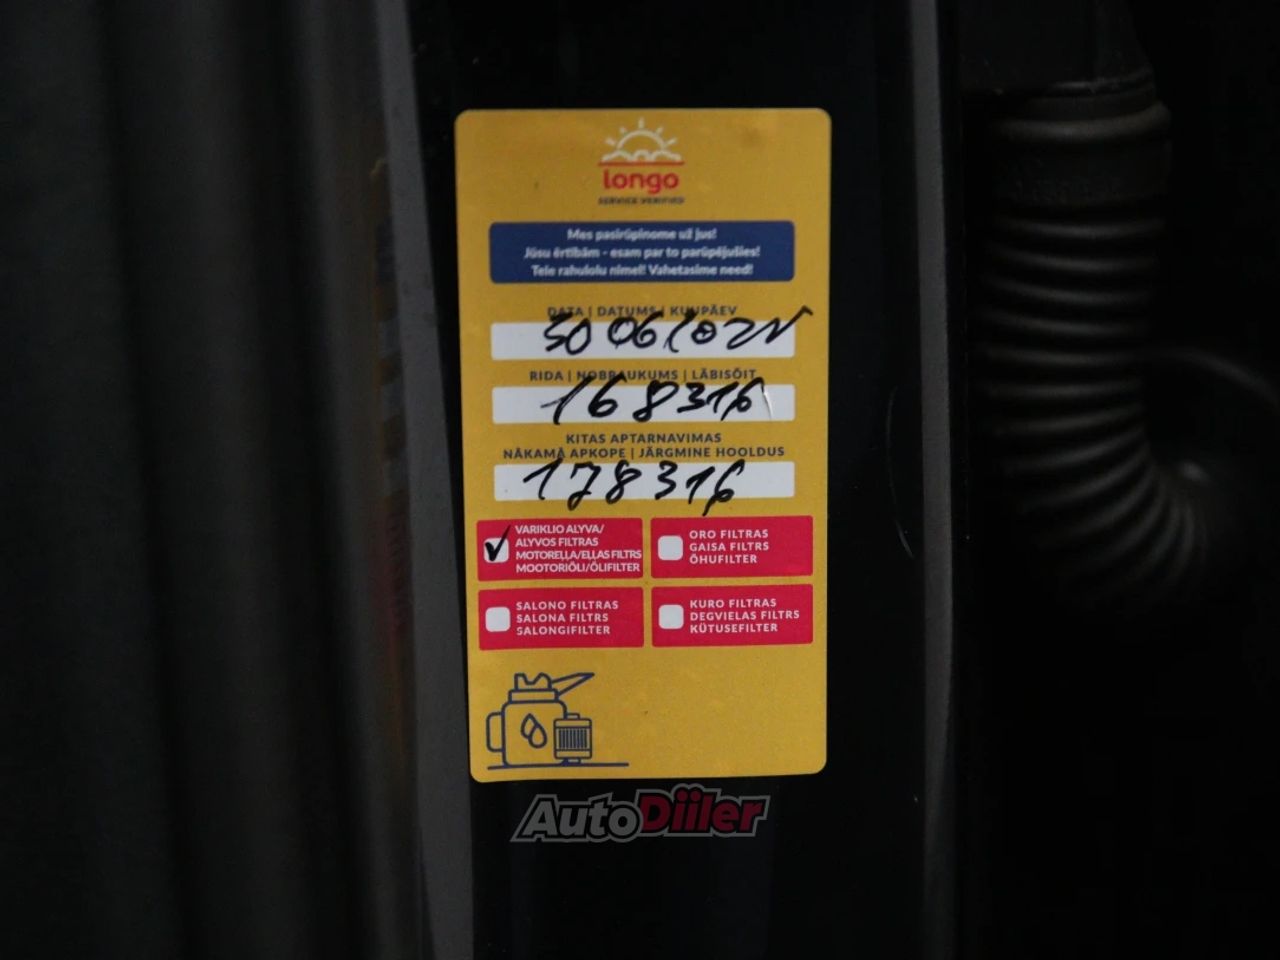 longo
SERVICE VERIFIED
Mes pasirūpinome už jus!
Jūsu ērtībām - esam par to parūpējušies!
Teie rahulolu nimel! Vahetasime need!
DATA | DATUMS | KUUPÄEV
30 06
RIDA | NOBRAUKUMS | LÄBISÕIT
168316
KITAS APTARNAVIMAS
NĀKAMĀ APKOPE | JÄRGMINE HOOLDUS
178316
VARIKLIO ALYVA/
ALYVOS FILTRAS
MOTOREĻĻA/EĻĻAS FILTRS
MOOTORIÕLI/ÕLIFILTER
ORO FILTRAS
GAISA FILTRS
ÕHUFILTER
SALONO FILTRAS
SALONA FILTRS
SALONGIFILTER
KURO FILTRAS
DEGVIELAS FILTRS
KÜTUSEFILTER
AutoDiiler